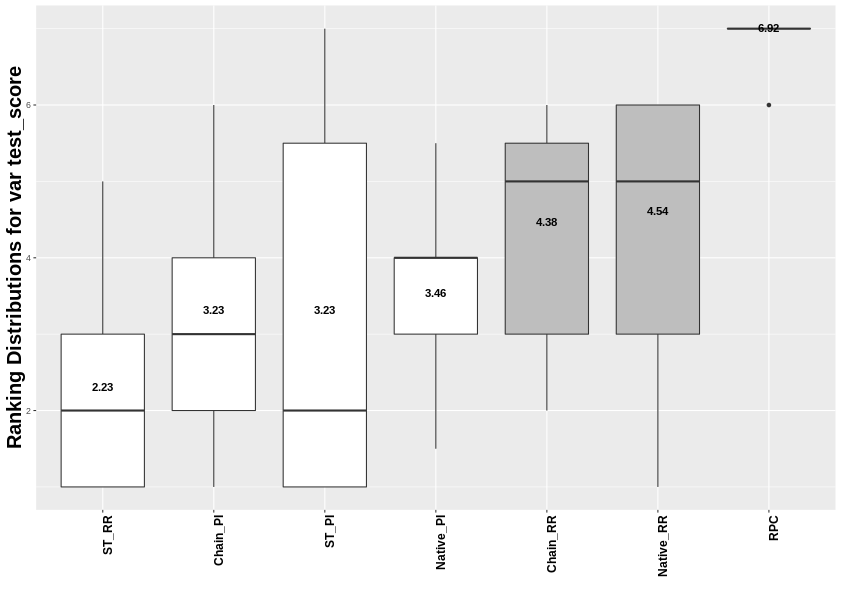 Ranking Distributions for var test_score
6
4
2
6.92
4.54
4.38
3.46
3.23
3.23
2.23
ST_RR
Chain_PI
ST_PI
Native_PI
Chain_RR
Native_RR
RPC